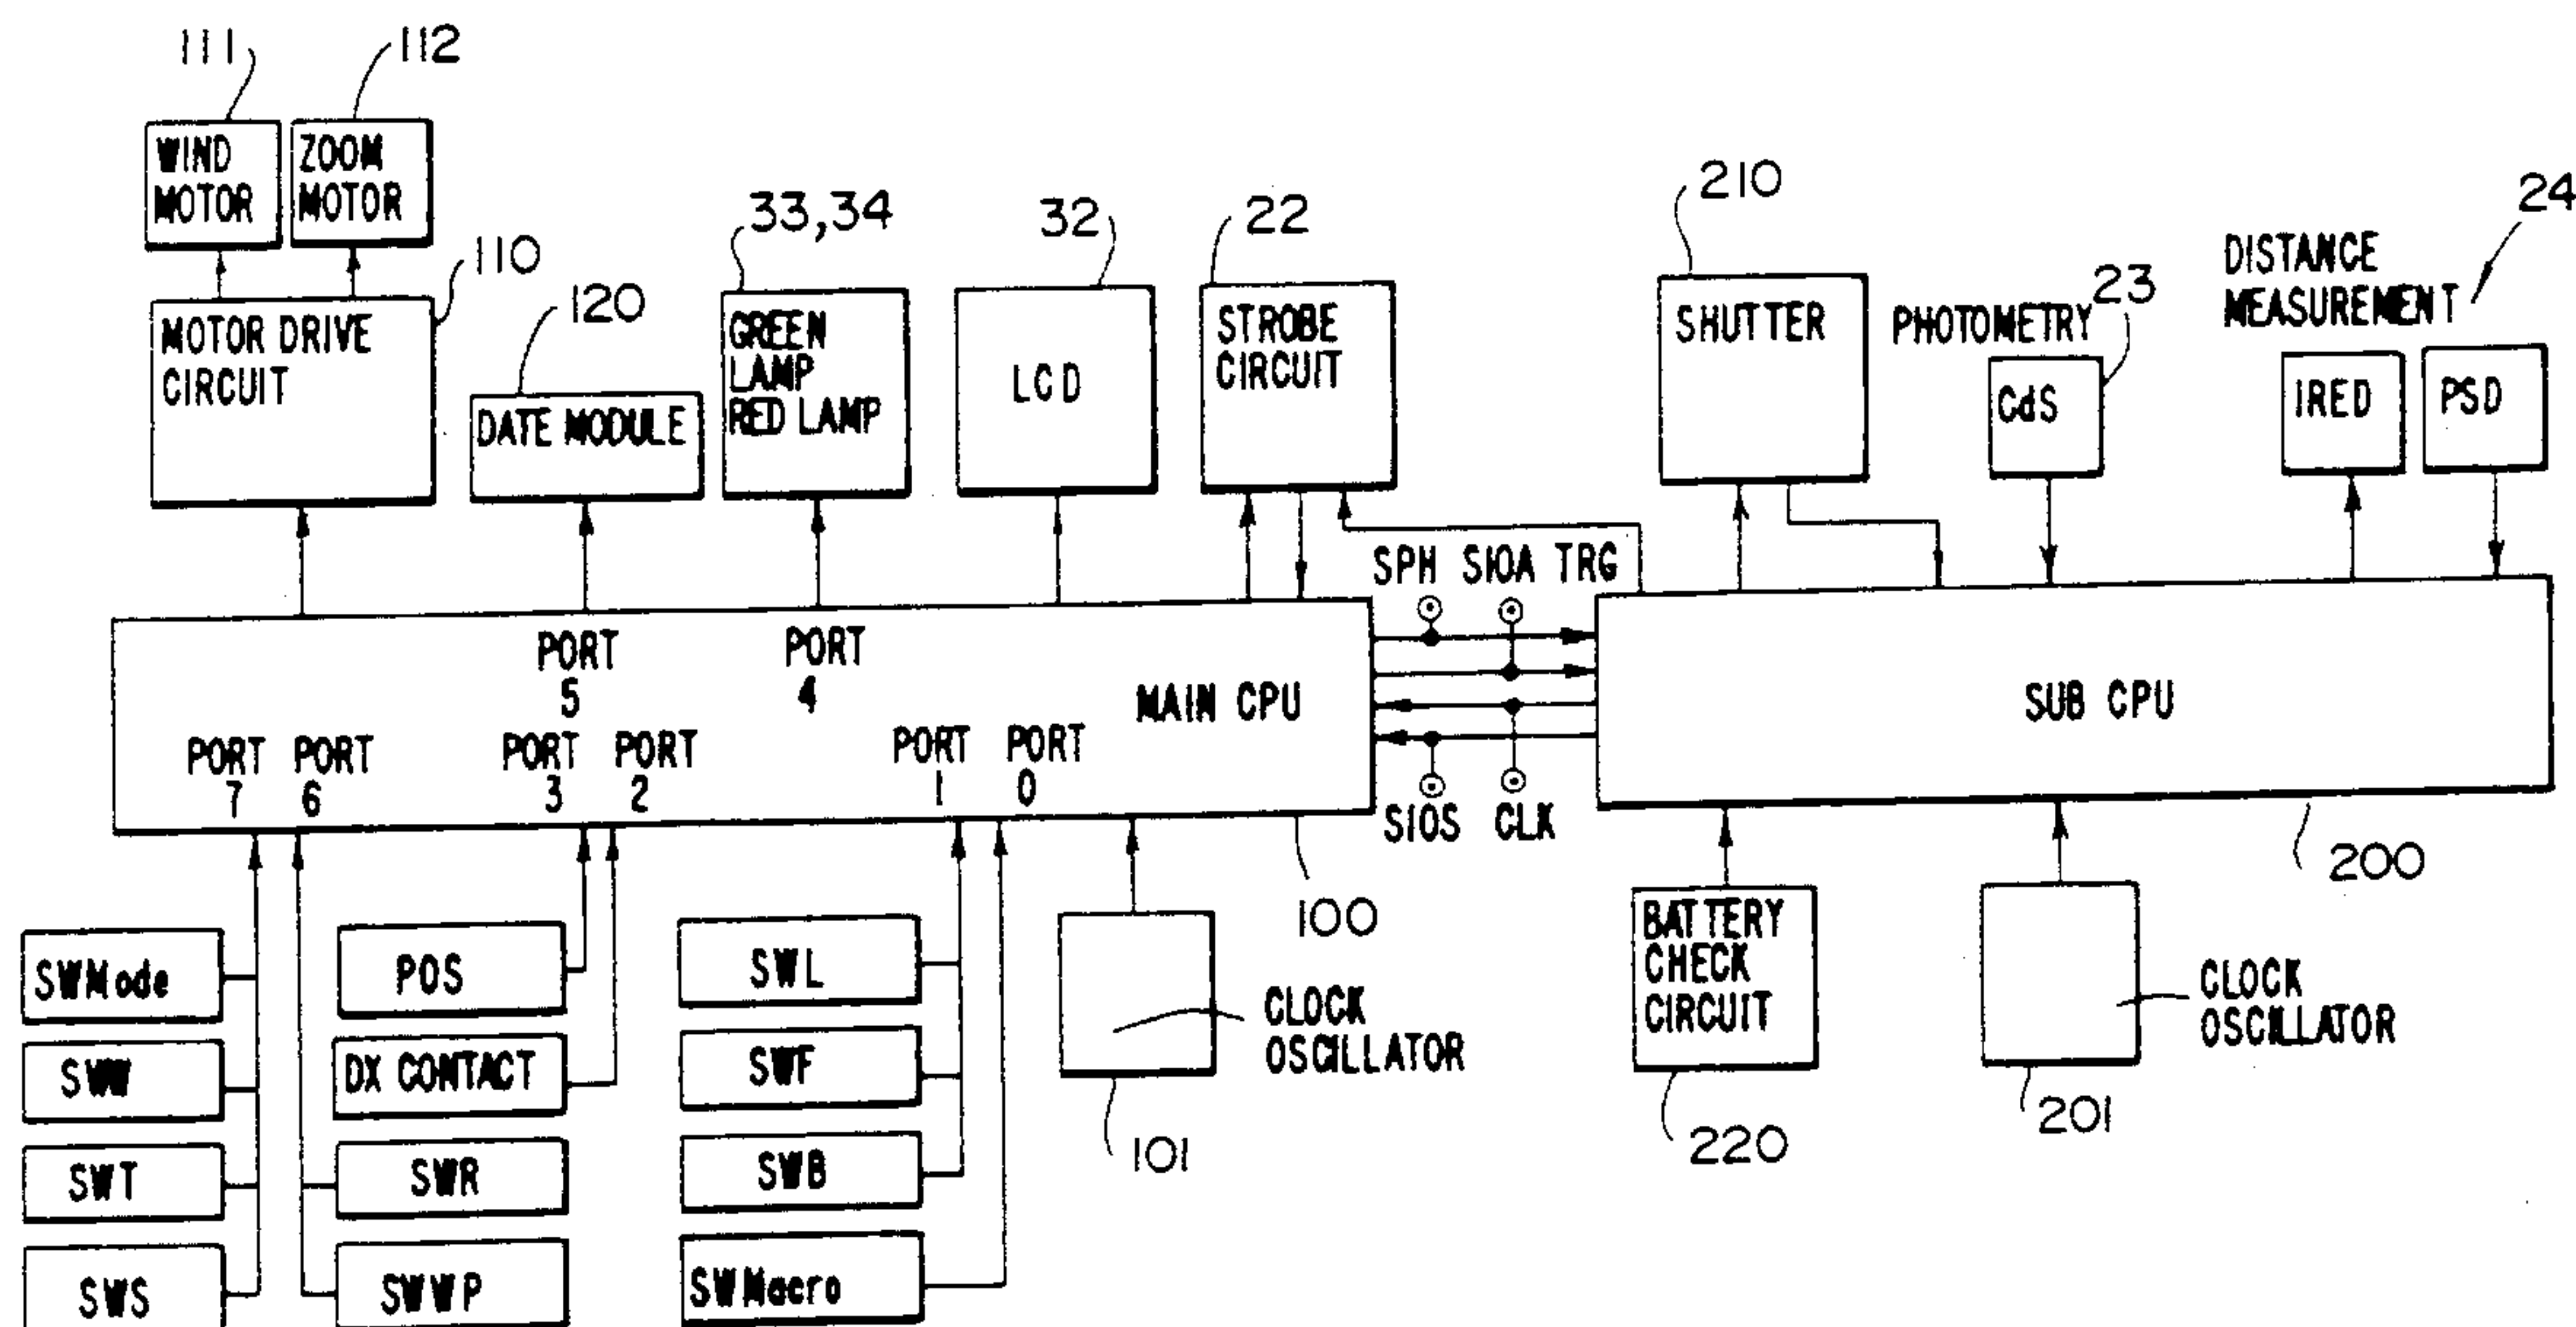 111
112
WIND
MOTOR
ZOOM
MOTOR
110
MOTOR DRIVE
CIRCUIT
120
DATE MODULE
33,34
GREEN
LAMP
RED LAMP
32
LCD
22
STROBE
CIRCUIT
210
SHUTTER
PHOTOMETRY
23
CdS
24
DISTANCE
MEASUREMENT
IRED
PSD
SPH SIOA TRG
PORT
5
PORT
4
MAIN CPU
SUB CPU
PORT
7
PORT
6
PORT
3
PORT
2
PORT
1
PORT
0
SIOS CLK
100
200
SWMode
SWW
SWT
SWS
POS
DX CONTACT
SWR
SWWP
SWL
SWF
SWB
SWMacro
CLOCK
OSCILLATOR
101
BATTERY
CHECK
CIRCUIT
220
CLOCK
OSCILLATOR
201